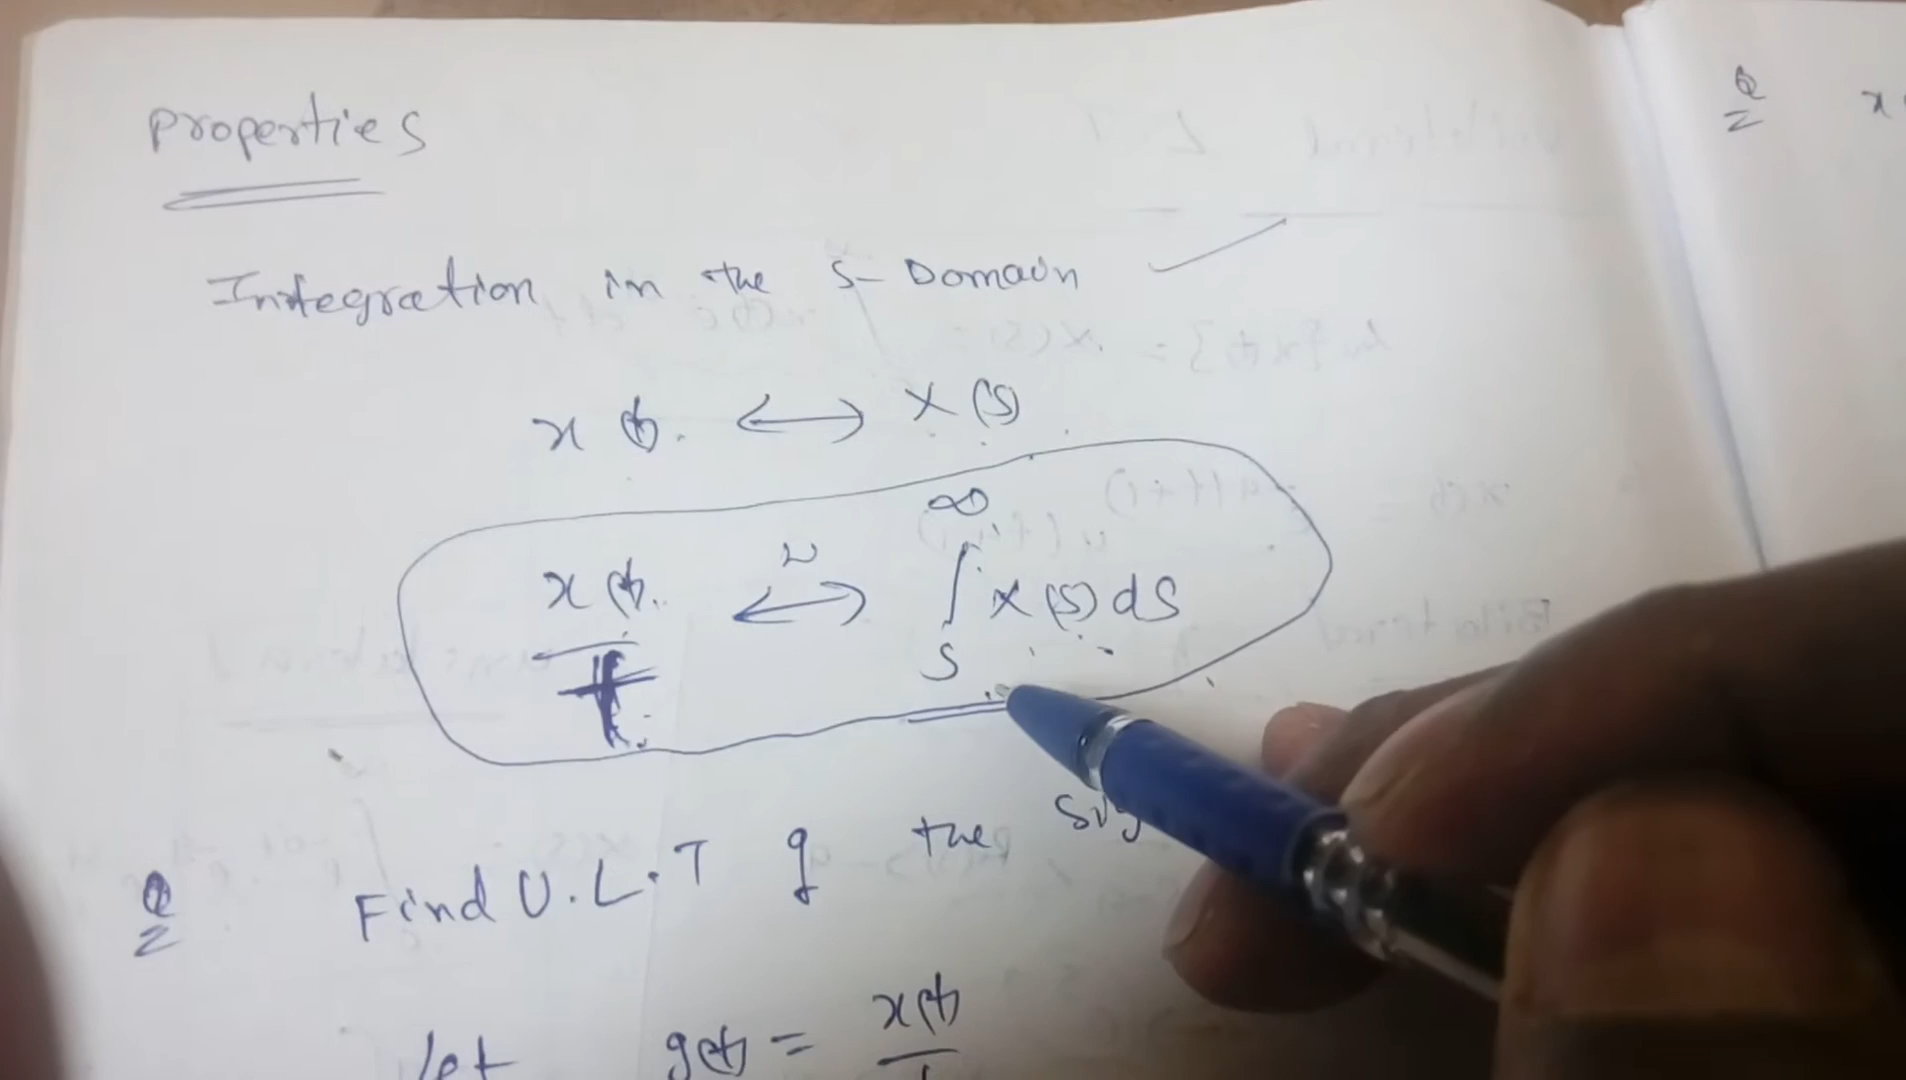 Properties
Integration in the S-Domain
x(t) ↔ X(S)
x(t)/t ↔ ∫_S^∞ X(S) dS
Q Find U.L.T of the
let g(t) = x(t)/t
Q x